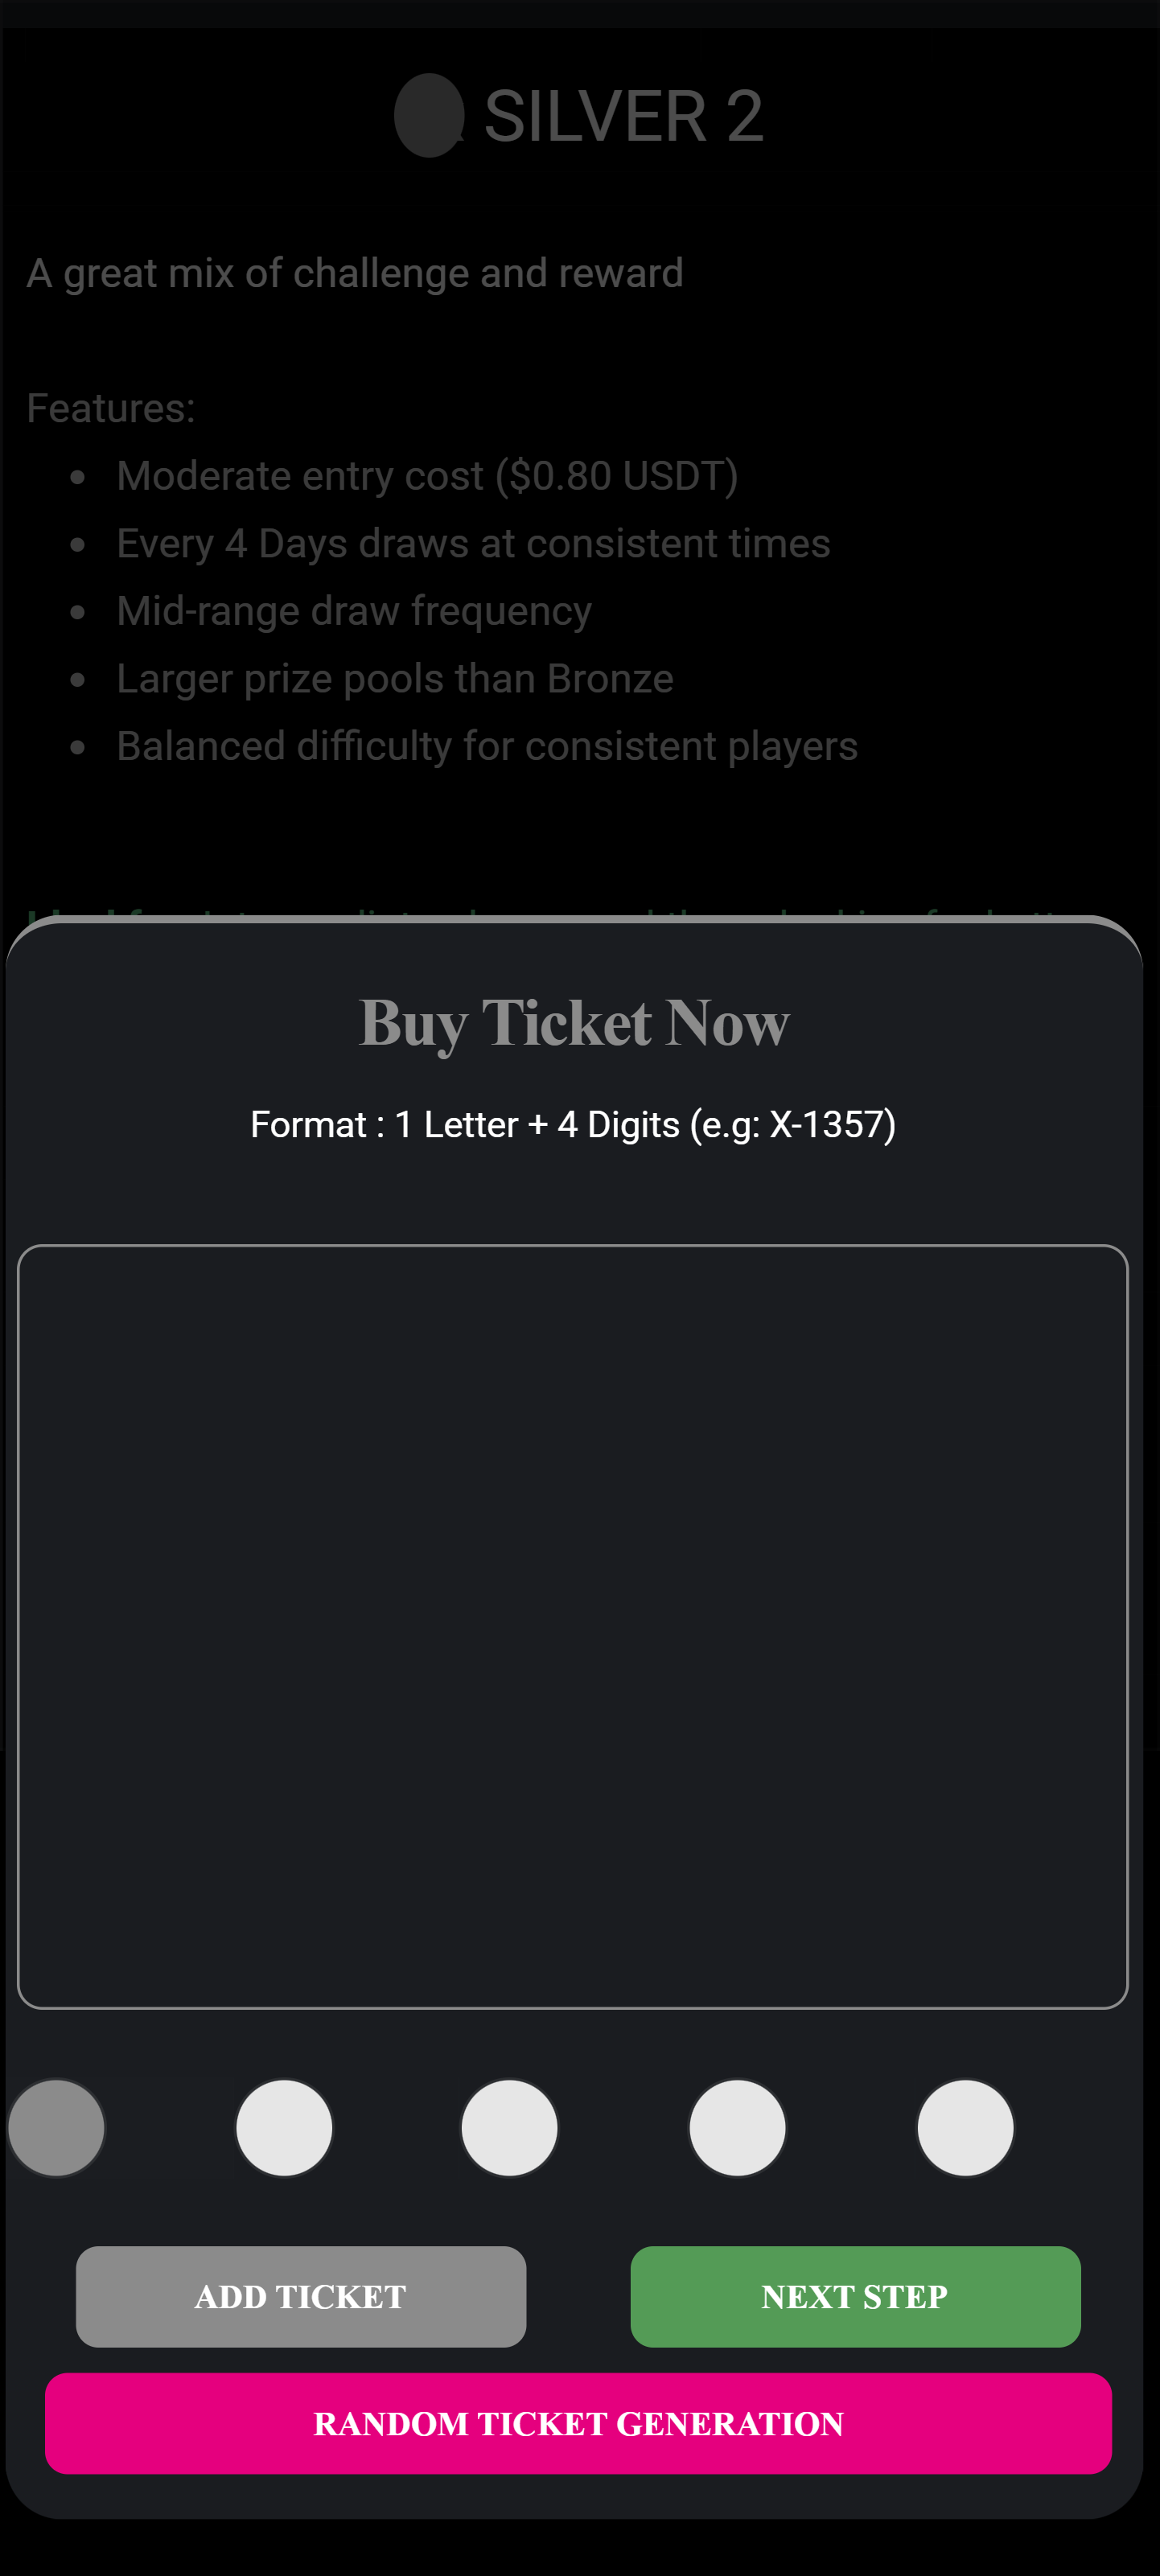 SILVER 2
A great mix of challenge and reward
Features:
• Moderate entry cost ($0.80 USDT)
• Every 4 Days draws at consistent times
• Mid-range draw frequency
• Larger prize pools than Bronze
• Balanced difficulty for consistent players
Buy Ticket Now
Format : 1 Letter + 4 Digits (e.g: X-1357)
ADD TICKET
NEXT STEP
RANDOM TICKET GENERATION